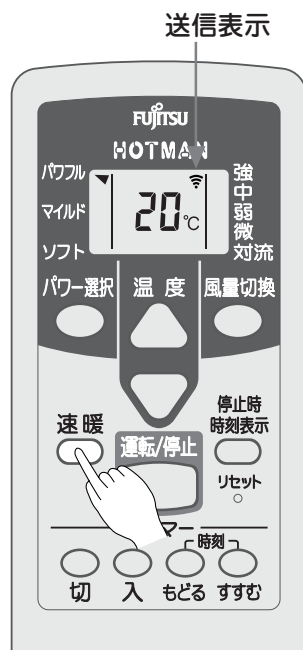 送信表示
FUJITSU
HOTMAN
パワフル
マイルド
ソフト
20℃
強
中
弱
微
対流
パワー選択
温度
風量切換
速暖
運転/停止
停止時
時刻表示
リセット
マー
時刻
切
入
もどる
すすむ